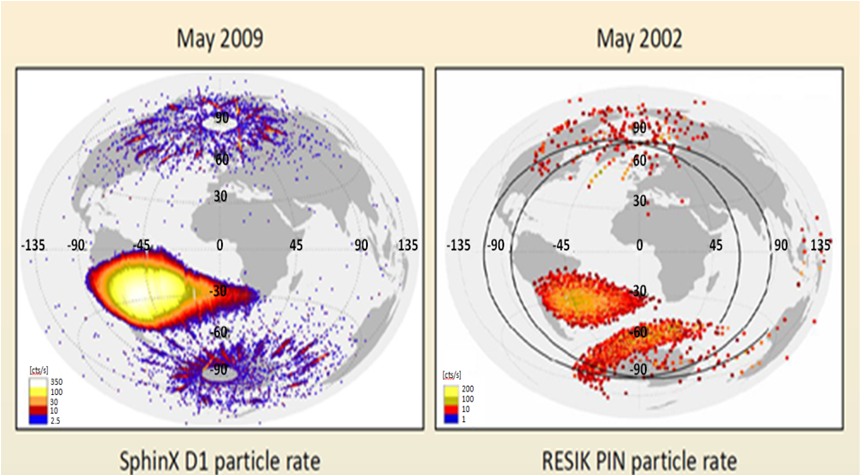 May 2009
May 2002
90
60
30
-135 -90 -45 0 45 90 135
-30
-60
-90
[cts/s]
350
100
30
10
2.5
90
60
30
-135 -90 -45 0 45 90 135
-30
-60
-90
[cts/s]
200
100
10
1
SphinX D1 particle rate
RESIK PIN particle rate